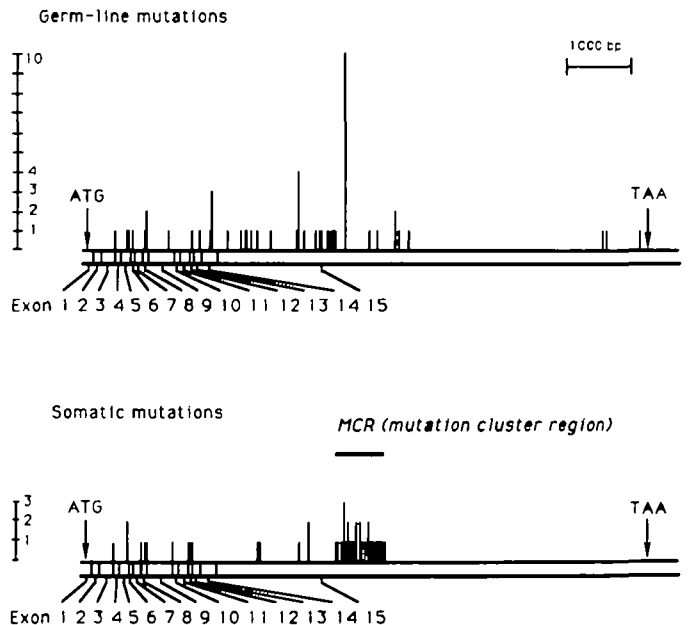 Germ-line mutations
1000 bp
10
4
3
2
1
ATG
TAA
Exon 1 2 3 4 5 6 7 8 9 10 11 12 13 14 15
Somatic mutations
MCR (mutation cluster region)
3
2
1
ATG
TAA
Exon 1 2 3 4 5 6 7 8 9 10 11 12 13 14 15